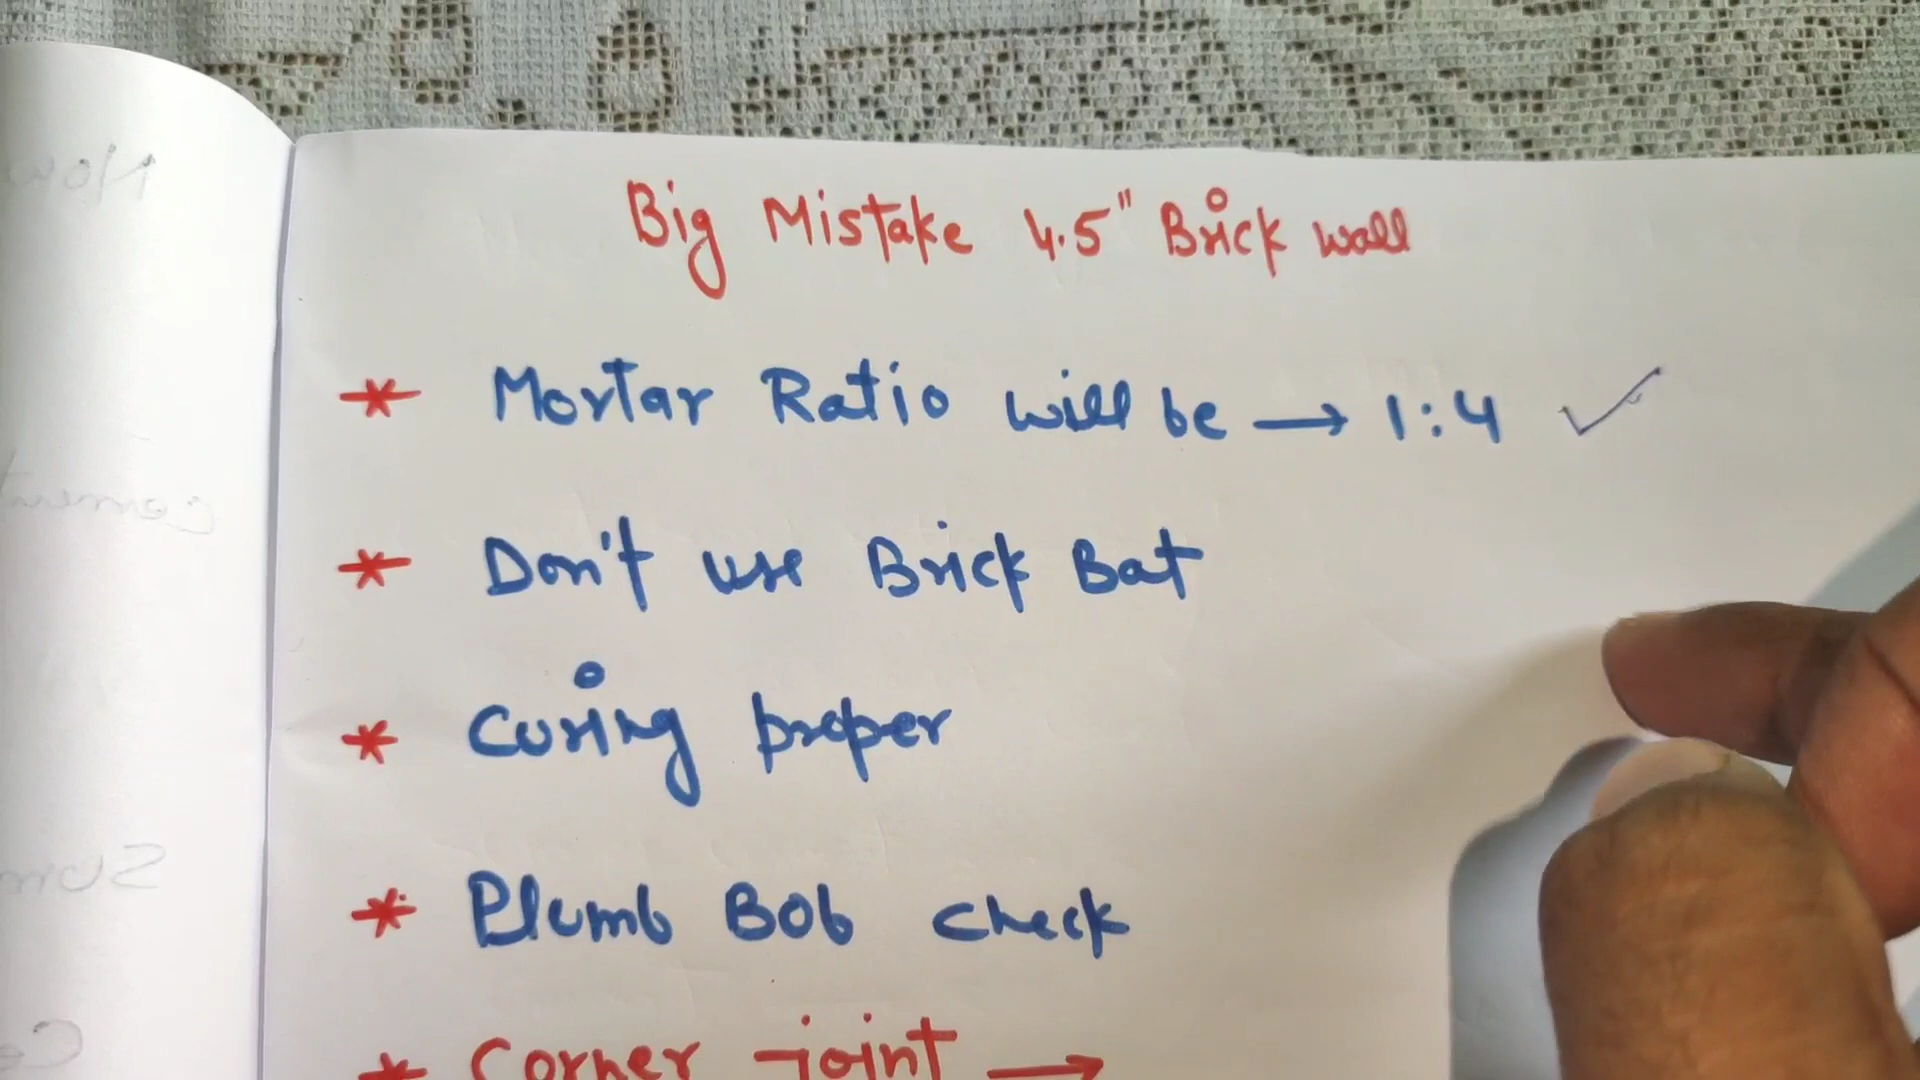 Big Mistake 4.5" Brick wall
* Mortar Ratio will be → 1:4 ✓
* Don't use Brick Bat
* Curing proper
* Plumb Bob check
* Corner joint →